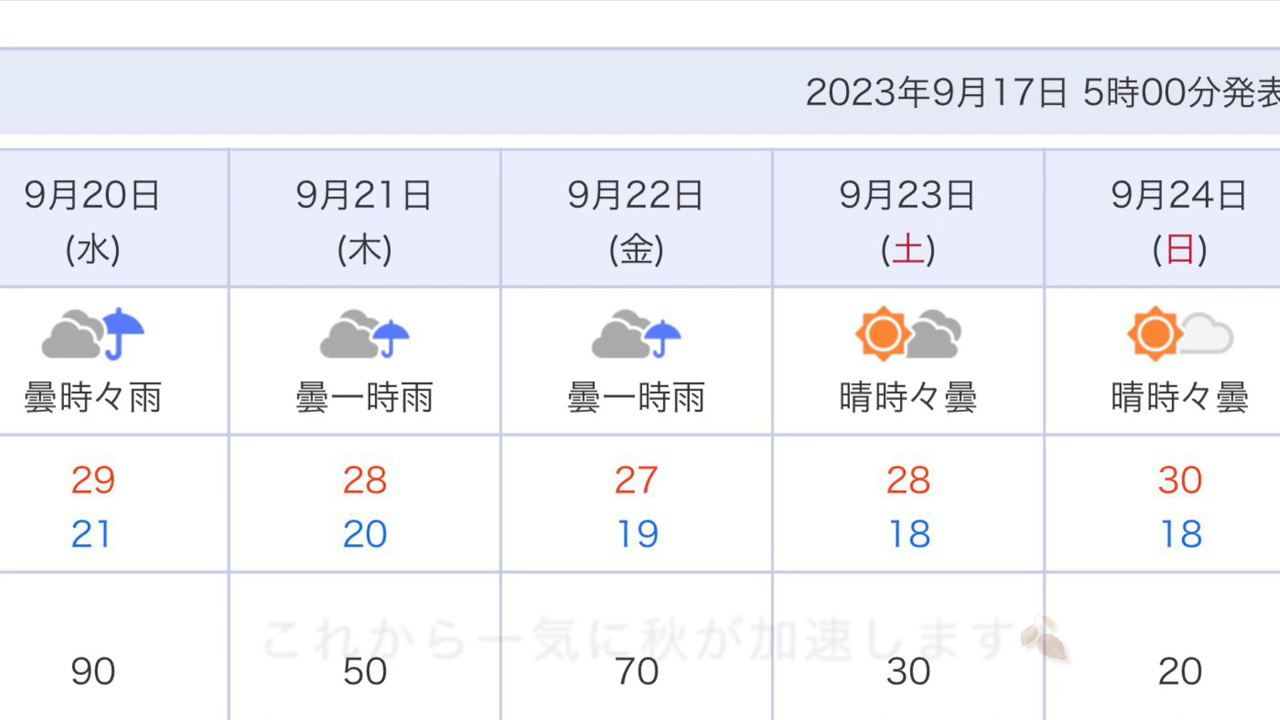 2023年9月17日 5時00分発表
9月20日 9月21日 9月22日 9月23日 9月24日
(水) (木) (金) (土) (日)
曇時々雨 曇一時雨 曇一時雨 晴時々曇 晴時々曇
29 28 27 28 30
21 20 19 18 18
これから一気に秋が加速します🍂
90 50 70 30 20